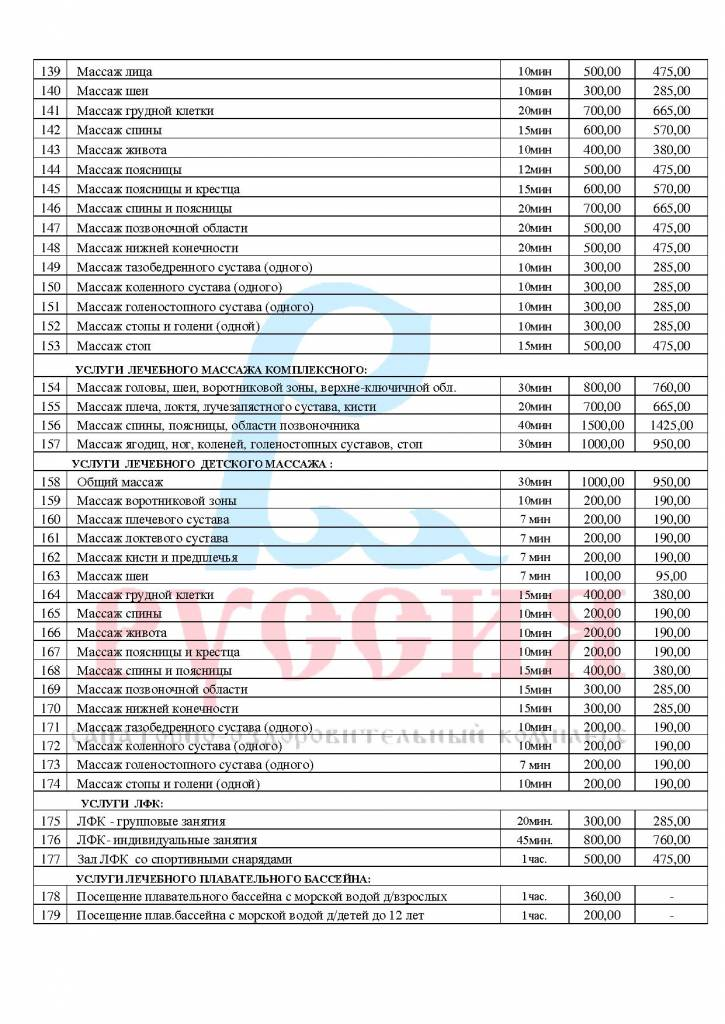 139 Массаж лица 10мин 500,00 475,00
140 Массаж шеи 10мин 300,00 285,00
141 Массаж грудной клетки 20мин 700,00 665,00
142 Массаж спины 15мин 600,00 570,00
143 Массаж живота 10мин 400,00 380,00
144 Массаж поясницы 12мин 500,00 475,00
145 Массаж поясницы и крестца 15мин 600,00 570,00
146 Массаж спины и поясницы 20мин 700,00 665,00
147 Массаж позвоночной области 20мин 500,00 475,00
148 Массаж нижней конечности 20мин 500,00 475,00
149 Массаж тазобедренного сустава (одного) 10мин 300,00 285,00
150 Массаж коленного сустава (одного) 10мин 300,00 285,00
151 Массаж голеностопного сустава (одного) 10мин 300,00 285,00
152 Массаж стопы и голени (одной) 10мин 300,00 285,00
153 Массаж стоп 15мин 500,00 475,00
УСЛУГИ ЛЕЧЕБНОГО МАССАЖА КОМПЛЕКСНОГО:
154 Массаж головы, шеи, воротниковой зоны, верхне-ключичной обл. 30мин 800,00 760,00
155 Массаж плеча, локтя, лучезапястного сустава, кисти 20мин 700,00 665,00
156 Массаж спины, поясницы, области позвоночника 40мин 1500,00 1425,00
157 Массаж ягодиц, ног, коленей, голеностопных суставов, стоп 30мин 1000,00 950,00
УСЛУГИ ЛЕЧЕБНОГО ДЕТСКОГО МАССАЖА :
158 Общий массаж 30мин 1000,00 950,00
159 Массаж воротниковой зоны 10мин 200,00 190,00
160 Массаж плечевого сустава 7 мин 200,00 190,00
161 Массаж локтевого сустава 7 мин 200,00 190,00
162 Массаж кисти и предплечья 7 мин 200,00 190,00
163 Массаж шеи 7 мин 100,00 95,00
164 Массаж грудной клетки 15мин 400,00 380,00
165 Массаж спины 10мин 200,00 190,00
166 Массаж живота 10мин 200,00 190,00
167 Массаж поясницы и крестца 10мин 200,00 190,00
168 Массаж спины и поясницы 15мин 400,00 380,00
169 Массаж позвоночной области 15мин 300,00 285,00
170 Массаж нижней конечности 15мин 300,00 285,00
171 Массаж тазобедренного сустава (одного) 10мин 200,00 190,00
172 Массаж коленного сустава (одного) 10мин 200,00 190,00
173 Массаж голеностопного сустава (одного) 7 мин 200,00 190,00
174 Массаж стопы и голени (одной) 10мин 200,00 190,00
УСЛУГИ ЛФК:
175 ЛФК - групповые занятия 20мин. 300,00 285,00
176 ЛФК- индивидуальные занятия 45мин. 800,00 760,00
177 Зал ЛФК со спортивными снарядами 1час. 500,00 475,00
УСЛУГИ ЛЕЧЕБНОГО ПЛАВАТЕЛЬНОГО БАССЕЙНА:
178 Посещение плавательного бассейна с морской водой д/взрослых 1час. 360,00 -
179 Посещение плав.бассейна с морской водой д/детей до 12 лет 1час. 200,00 -
РУССИЯ
санаторно-оздоровительный комплекс